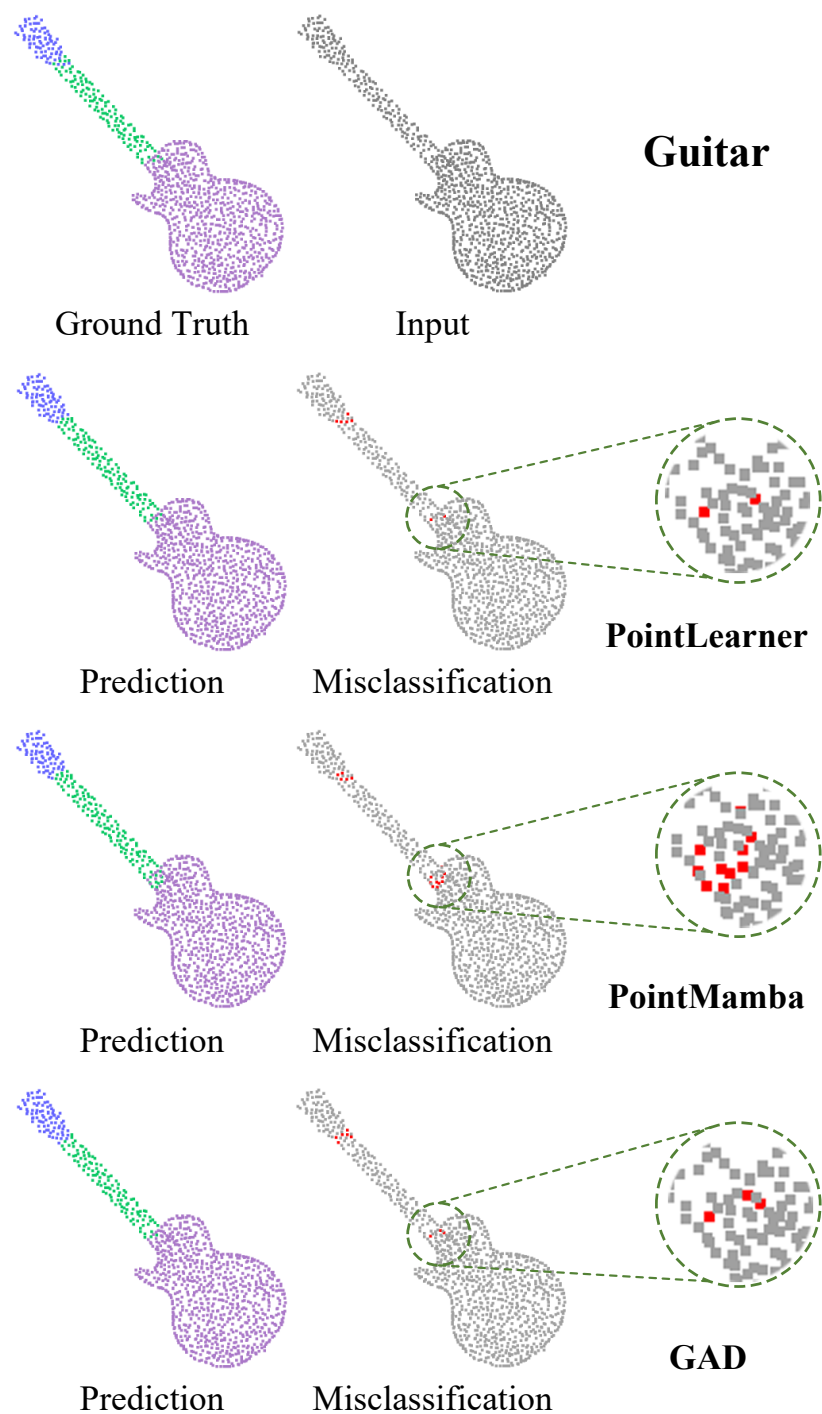 Guitar
Ground Truth
Input
PointLearner
Prediction
Misclassification
PointMamba
Prediction
Misclassification
GAD
Prediction
Misclassification